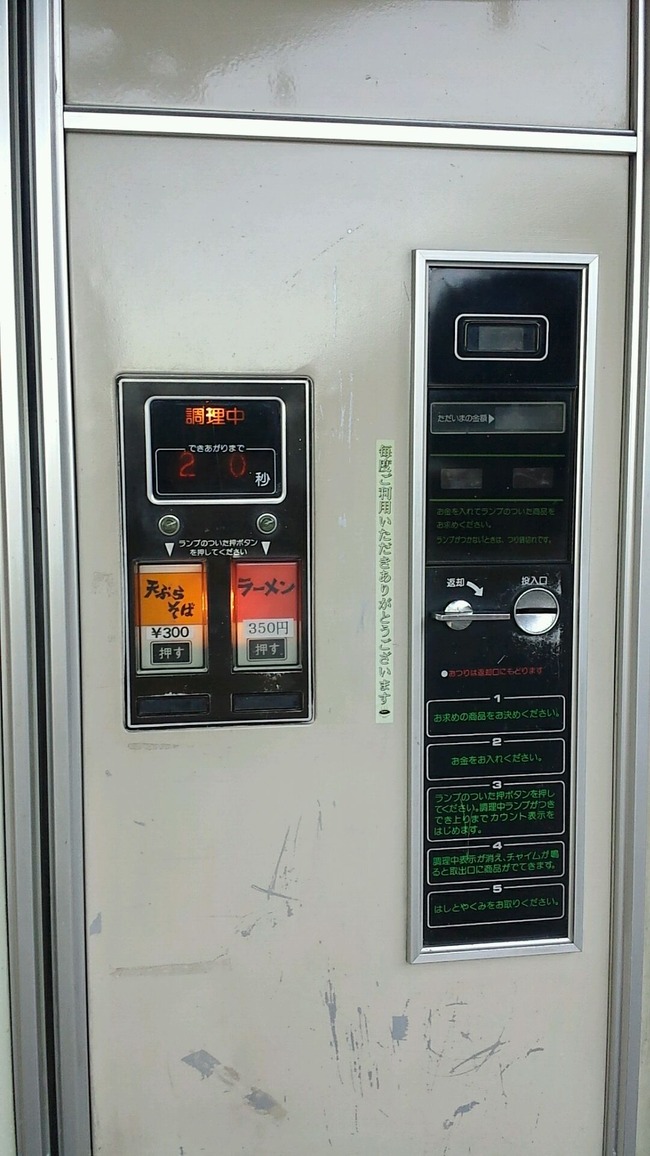 調理中
できあがりまで
20秒
ランプのついた押ボタン
を押してください
天ぷら
そば
¥300
押す
ラーメン
350円
押す
毎度ご利用いただきありがとうございます
ただいまの金額▶
お金を入れてランプのついた商品を
お求めください。
ランプがつかないときは、つり銭切れです。
返却
投入口
●おつりは返却口にもどります
1
お求めの商品をお決めください。
2
お金をお入れください。
3
ランプのついた押ボタンを押し
てください。調理中ランプがつき
でき上りまでカウント表示を
はじめます。
4
調理中表示が消え、チャイムが鳴
ると取出口に商品がでてきます。
5
はしとやくみをお取りください。